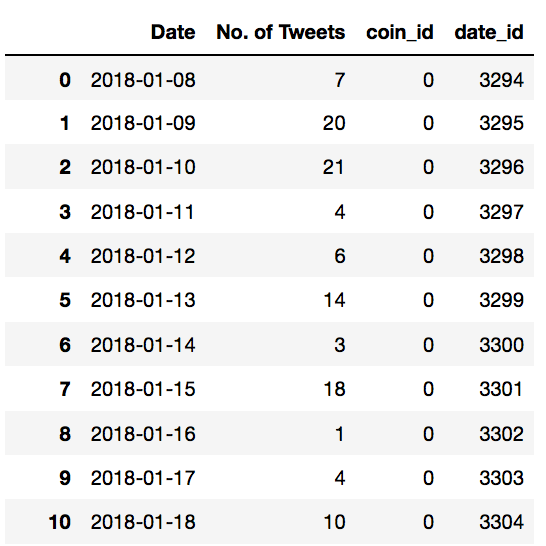 Date No. of Tweets coin_id date_id
0 2018-01-08 7 0 3294
1 2018-01-09 20 0 3295
2 2018-01-10 21 0 3296
3 2018-01-11 4 0 3297
4 2018-01-12 6 0 3298
5 2018-01-13 14 0 3299
6 2018-01-14 3 0 3300
7 2018-01-15 18 0 3301
8 2018-01-16 1 0 3302
9 2018-01-17 4 0 3303
10 2018-01-18 10 0 3304